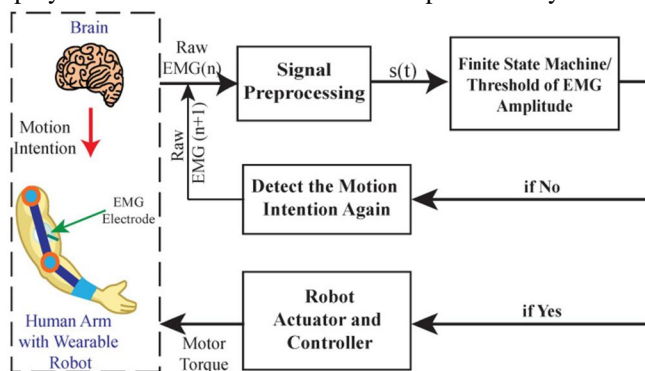 Brain
Motion
Intention
EMG
Electrode
Human Arm
with Wearable
Robot
Raw
EMG(n)
Signal
Preprocessing
s(t)
Finite State Machine/
Threshold of EMG
Amplitude
Raw
EMG (n+1)
Detect the Motion
Intention Again
if No
Robot
Actuator and
Controller
if Yes
Motor
Torque